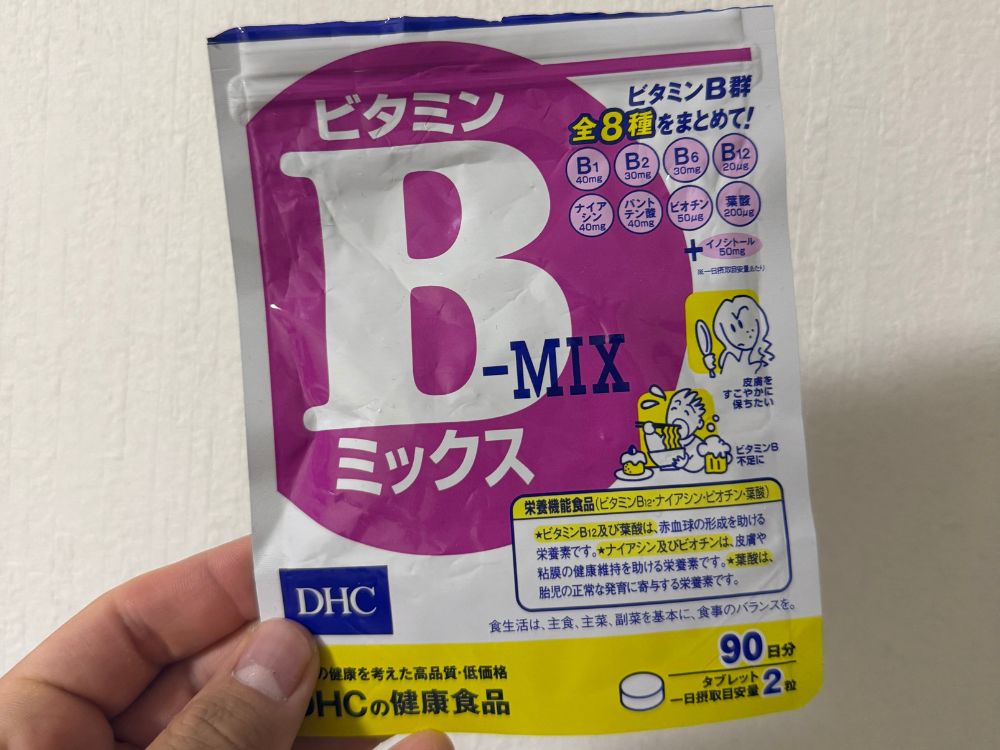 ビタミン
B
-MIX
ミックス
ビタミンB群
全8種をまとめて!
B1
40mg
B2
30mg
B6
30mg
B12
20μg
ナイア
シン
40mg
パント
テン酸
40mg
ビオチン
50μg
葉酸
200μg
+
イノシトール
50mg
※一日摂取目安量あたり
皮膚を
すこやかに
保ちたい
ビタミンB
不足に
栄養機能食品(ビタミンB12・ナイアシン・ビオチン・葉酸)
★ビタミンB12及び葉酸は、赤血球の形成を助ける
栄養素です。★ナイアシン及びビオチンは、皮膚や
粘膜の健康維持を助ける栄養素です。★葉酸は、
胎児の正常な発育に寄与する栄養素です。
食生活は、主食、主菜、副菜を基本に、食事のバランスを。
DHC
の健康を考えた高品質・低価格
DHCの健康食品
90日分
タブレット
一日摂取目安量 2粒